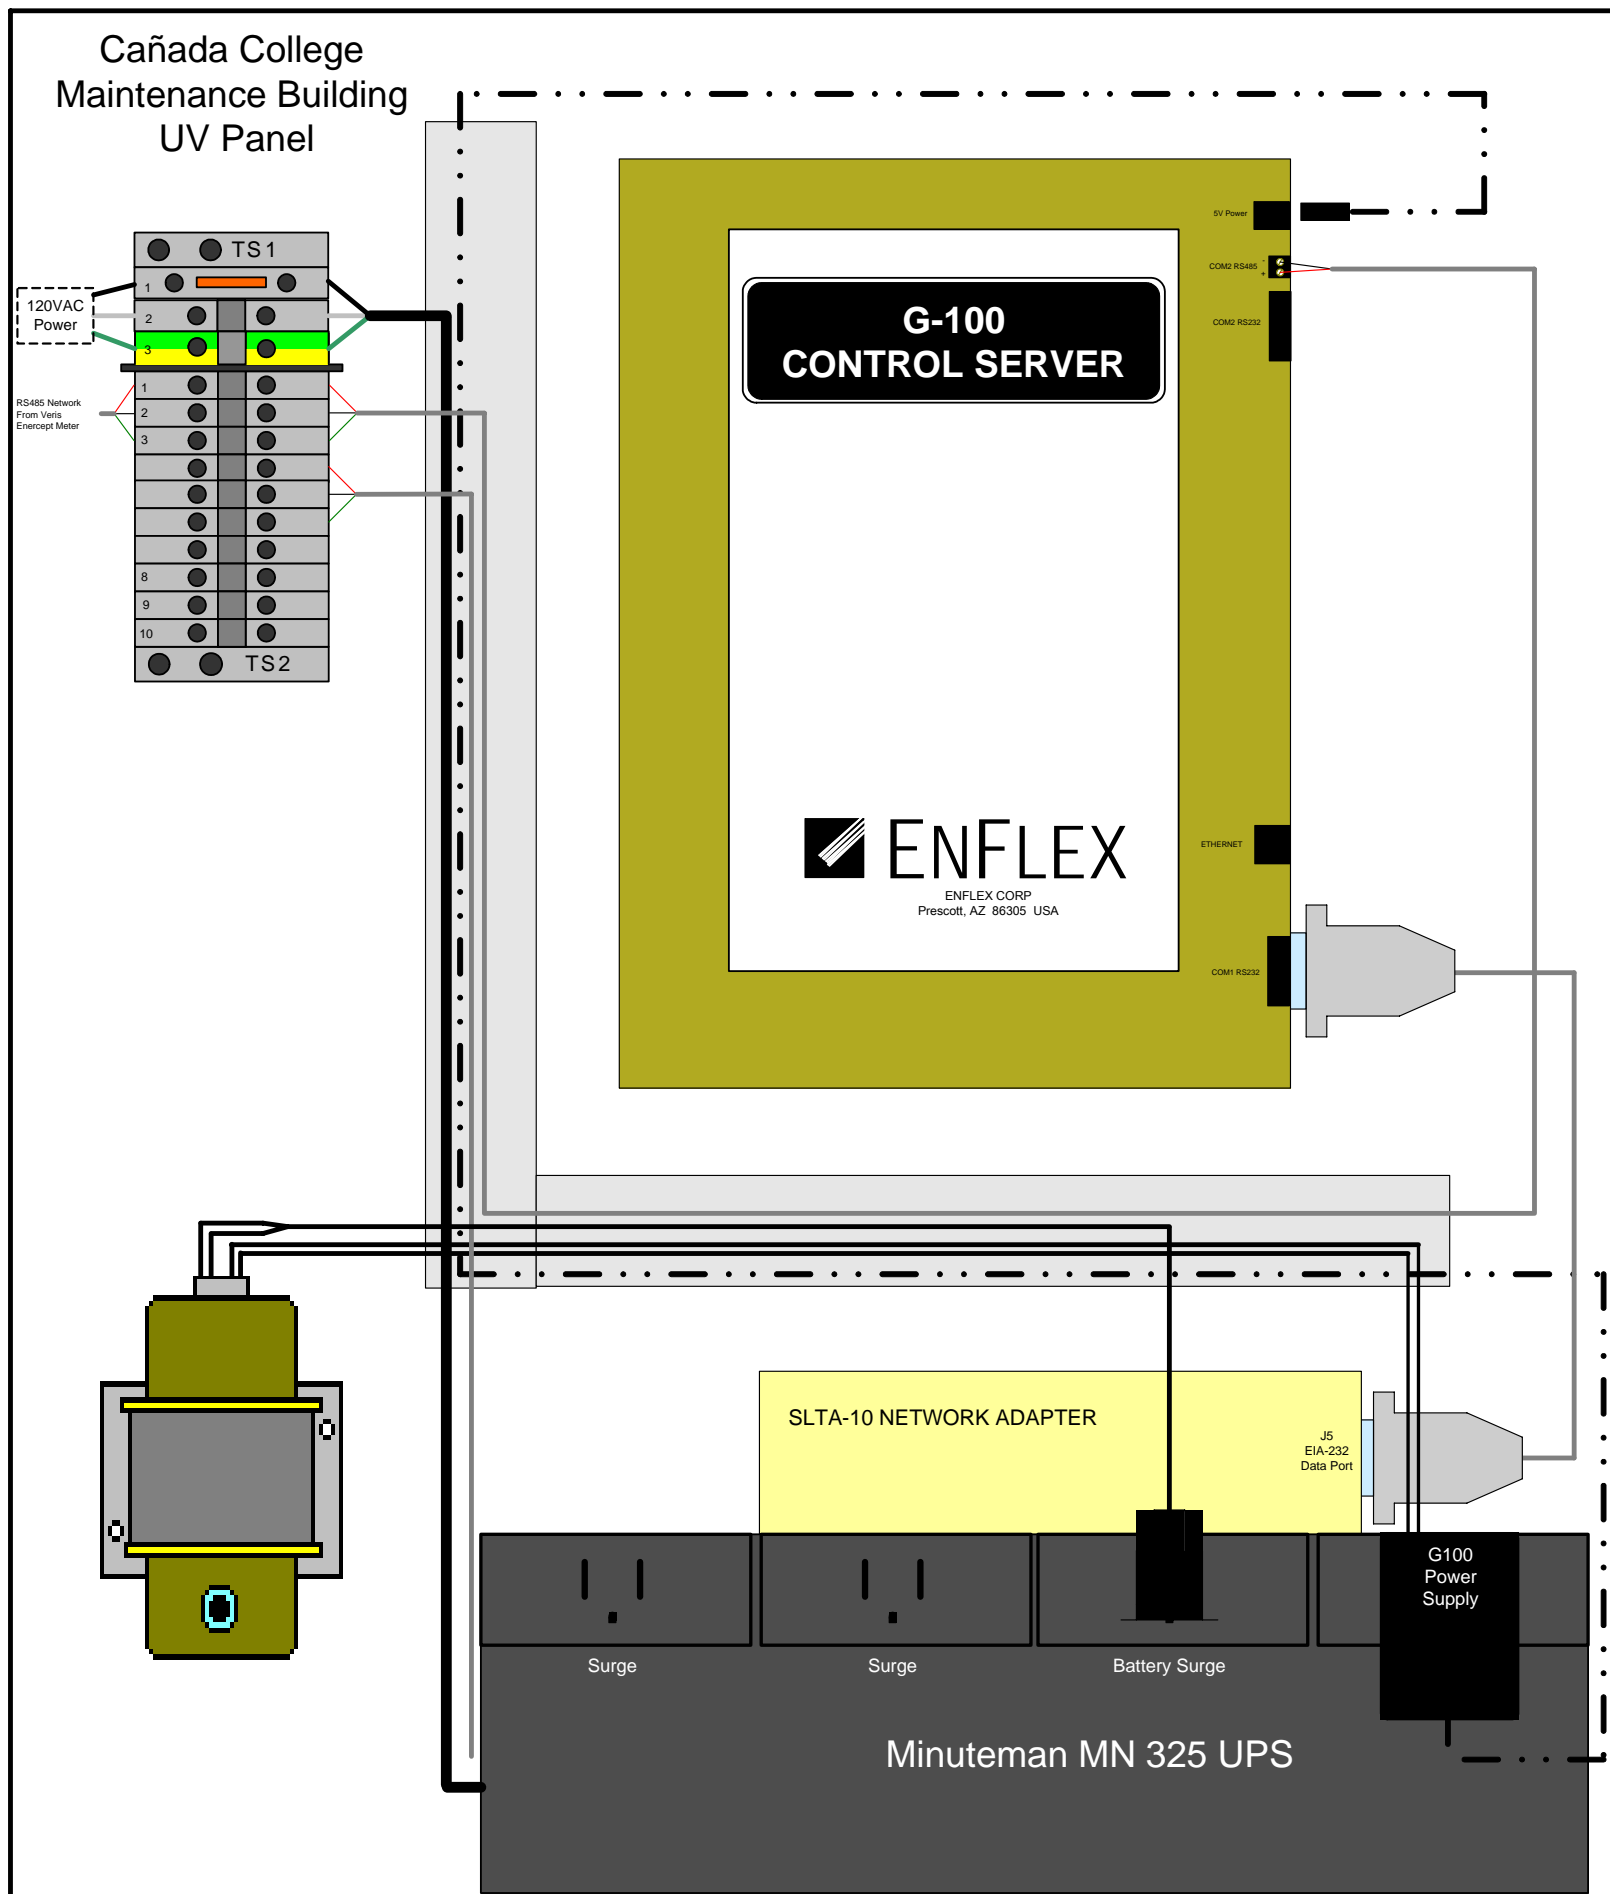 Cañada College
Maintenance Building
UV Panel
TS1
1
120VAC
Power
2
3
RS485 Network
From Veris
Enercept Meter
1
2
3
8
9
10
TS2
5V Power
COM2 RS485
-
+
COM2 RS232
G-100
CONTROL SERVER
ETHERNET
ENFLEX
ENFLEX CORP
Prescott, AZ 86305 USA
COM1 RS232
SLTA-10 NETWORK ADAPTER
J5
EIA-232
Data Port
G100
Power
Supply
Surge
Surge
Battery Surge
Minuteman MN 325 UPS